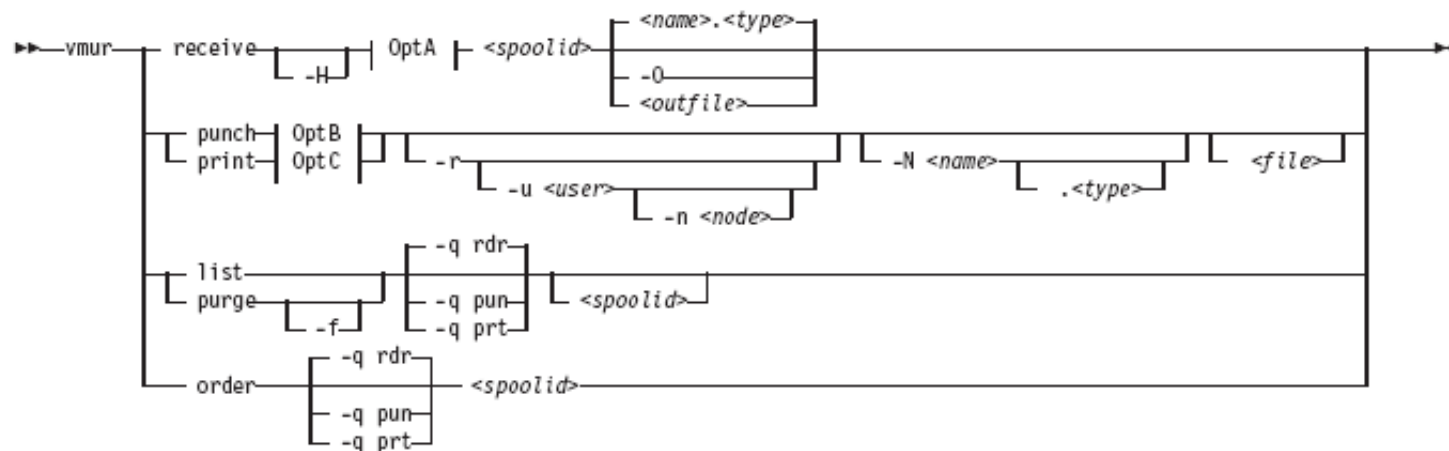 <name>.<type>
vmur receive OptA <spoolid>
-H -O
<outfile>
punch OptB
print OptC -r -N <name> <file>
-u <user> .<type>
-n <node>
-q rdr
list
purge -q pun <spoolid>
-f -q prt
-q rdr
order <spoolid>
-q pun
-q prt